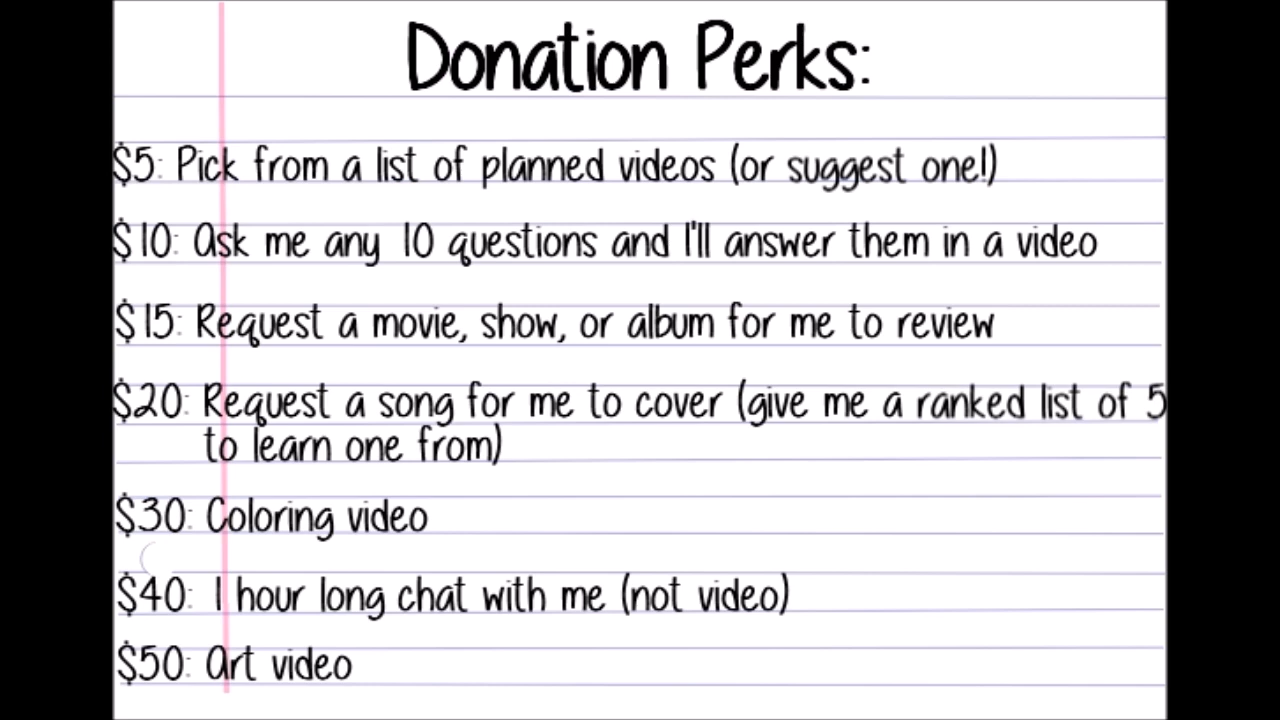 Donation Perks:
$5: Pick from a list of planned videos (or suggest one!)
$10: Ask me any 10 questions and I'll answer them in a video
$15: Request a movie, show, or album for me to review
$20: Request a song for me to cover (give me a ranked list of 5
to learn one from)
$30: Coloring video
$40: 1 hour long chat with me (not video)
$50: Art video